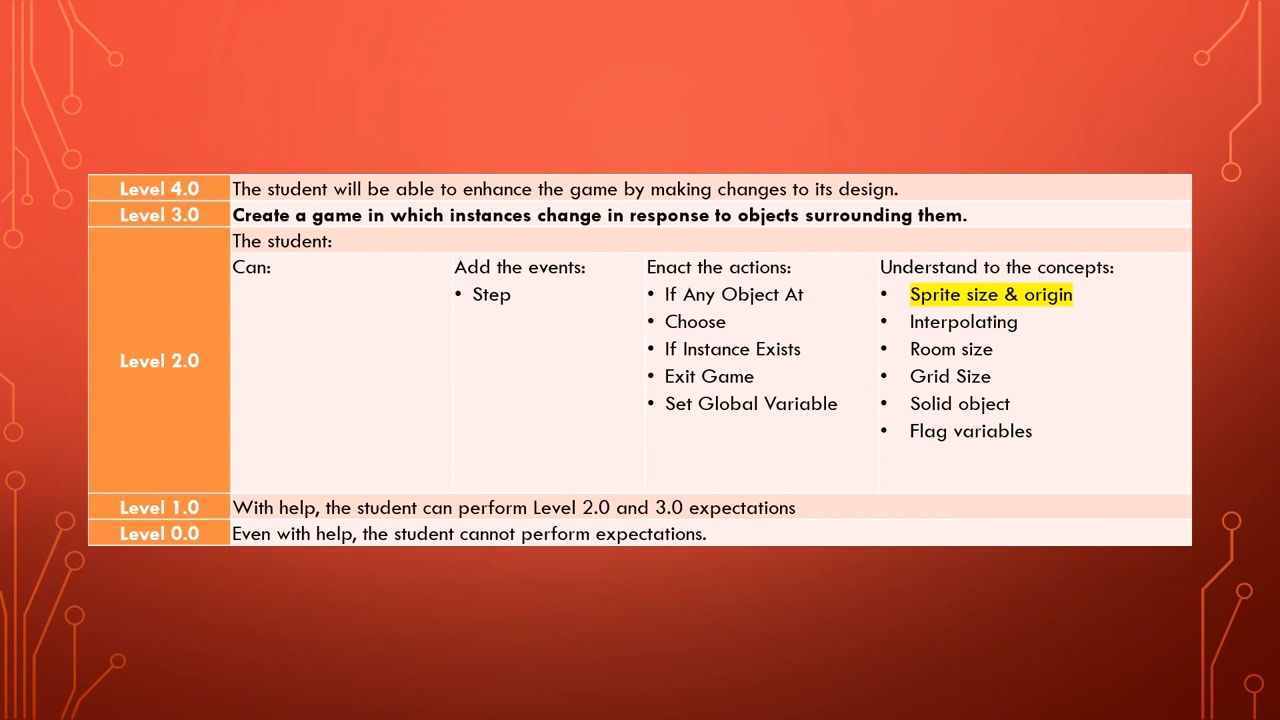 Level 4.0 The student will be able to enhance the game by making changes to its design.
Level 3.0 Create a game in which instances change in response to objects surrounding them.
Level 2.0
The student:
Can:
Add the events:
• Step
Enact the actions:
• If Any Object At
• Choose
• If Instance Exists
• Exit Game
• Set Global Variable
Understand to the concepts:
• Sprite size & origin
• Interpolating
• Room size
• Grid Size
• Solid object
• Flag variables
Level 1.0 With help, the student can perform Level 2.0 and 3.0 expectations
Level 0.0 Even with help, the student cannot perform expectations.